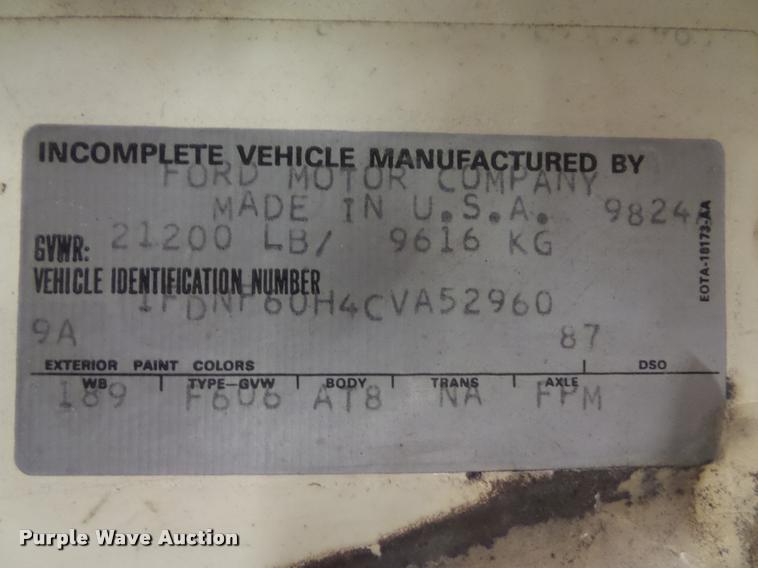 INCOMPLETE VEHICLE MANUFACTURED BY
FORD MOTOR COMPANY
MADE IN U.S.A. 9824A
GVWR: 21200 LB/ 9616 KG
VEHICLE IDENTIFICATION NUMBER
1FDNF60H4CVA52960
9A 87
EXTERIOR PAINT COLORS DSO
WB TYPE-GVW BODY TRANS AXLE
189 F606 AT8 NA FPM
EOTA-18173-AA
Purple Wave Auction